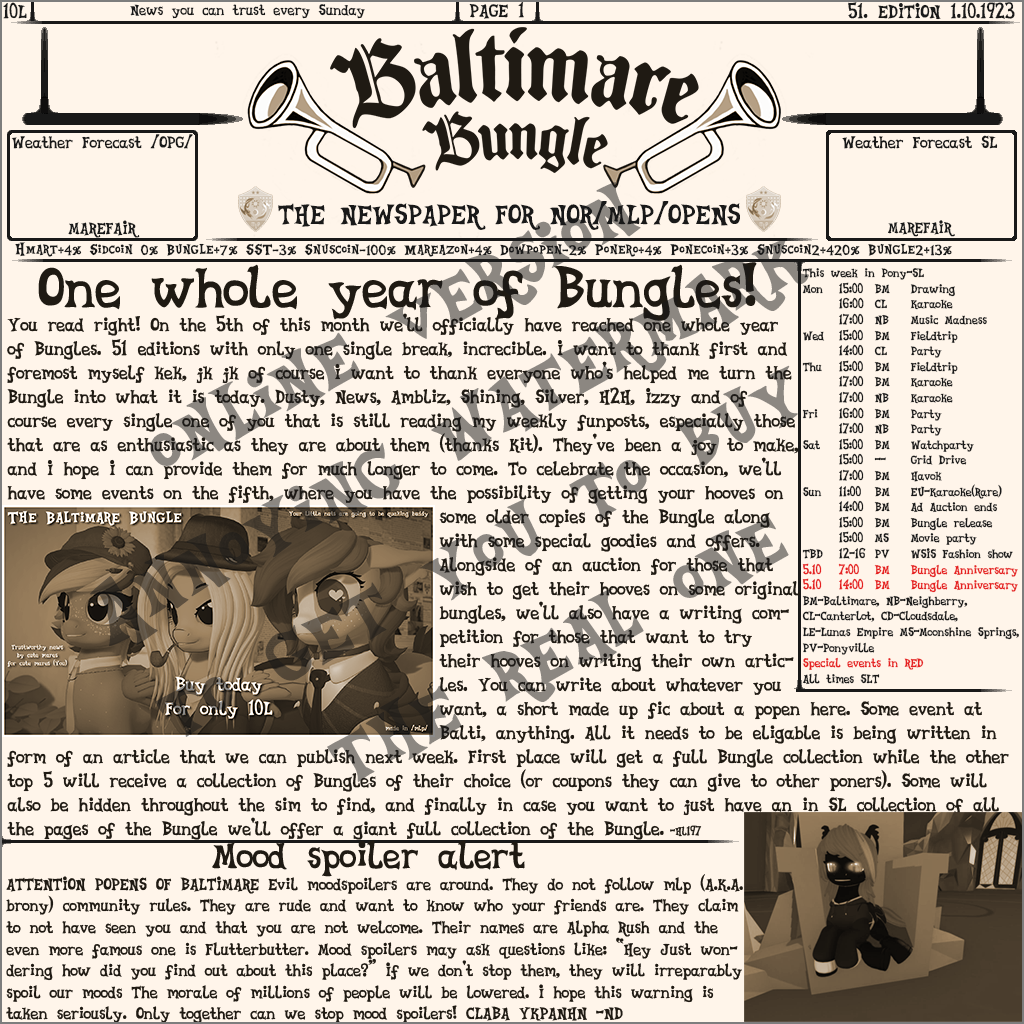 10L
News you can trust every Sunday
PAGE 1
51. EDITION 1.10.1923
Baltimare
Bungle
THE NEWSPAPER FOR NOR/MLP/OPENS
Weather Forecast /OPG/
MAREFAIR
Weather Forecast SL
MAREFAIR
HMART+4% SIDCOIN 0% BUNGLE+7% SST-3% SNUSCOIN-100% MAREAZON+4% DOWPOPEN-2% PONERO+4% PONECOIN+3% SNUSCOIN2+420% BUNGLE2+13%
One whole year of Bungles!
You read right! On the 5th of this month we'll officially have reached one whole year
of Bungles. 51 editions with only one single break, increcible. I want to thank first and
foremost myself kek, jk jk of course I want to thank everyone who's helped me turn the
Bungle into what it is today. Dusty, News, Ambliz, Shining, Silver, H2H, Izzy and of
course every single one of you that is still reading my weekly funposts, especially those
that are as enthusiastic as they are about them (thanks Kit). They've been a joy to make,
and I hope I can provide them for much longer to come. To celebrate the occasion, we'll
have some events on the fifth, where you have the possibility of getting your hooves on
some older copies of the Bungle along
with some special goodies and offers.
Alongside of an auction for those that
wish to get their hooves on some original
bungles, we'll also have a writing com-
petition for those that want to try
their hooves on writing their own artic-
les. You can write about whatever you
want, a short made up fic about a popen here. Some event at
Balti, anything. All it needs to be eligable is being written in
form of an article that we can publish next week. First place will get a full Bungle collection while the other
top 5 will receive a collection of Bungles of their choice (or coupons they can give to other poners). Some will
also be hidden throughout the sim to find, and finally in case you want to just have an in SL collection of all
the pages of the Bungle we'll offer a giant full collection of the Bungle. -HL197
THE BALTIMARE BUNGLE
Your little nots are going to be quaking daddy
Trustworthy news
by cute mares
for cute mares (You)
Buy today
For only 10L
made in /mlp/
This week in Pony-SL
Mon 15:00 BM Drawing
16:00 CL Karaoke
17:00 NB Music Madness
Wed 15:00 BM Fieldtrip
14:00 CL Party
Thu 15:00 BM Fieldtrip
17:00 BM Karaoke
17:00 NB Karaoke
Fri 16:00 BM Party
17:00 NB Party
Sat 15:00 BM Watchparty
15:00 --- Grid Drive
17:00 BM Havok
Sun 11:00 BM EU-Karaoke(Rare)
14:00 BM Ad Auction ends
15:00 BM Bungle release
15:00 MS Movie party
TBD 12-16 PV WSIS Fashion show
5.10 7:00 BM Bungle Anniversary
5.10 14:00 BM Bungle Anniversary
BM-Baltimare, NB-Neighberry,
CL-Canterlot, CD-Cloudsdale,
LE-Lunas Empire MS-Moonshine Springs,
PV-Ponyville
Special events in RED
All times SLT
Mood spoiler alert
ATTENTION POPENS OF BALTIMARE Evil moodspoilers are around. They do not follow mlp (A.K.A.
brony) community rules. They are rude and want to know who your friends are. They claim
to not have seen you and that you are not welcome. Their names are Alpha Rush and the
even more famous one is Flutterbutter. Mood spoilers may ask questions like: "Hey Just won-
dering how did you find out about this place?" if we don't stop them, they will irreparably
spoil our moods The morale of millions of people will be lowered. I hope this warning is
taken seriously. Only together can we stop mood spoilers! CLABA YKPANHN -ND
ONLINE VERSION
ANNOYING WATERMARK
GET YOU TO BUY
THE REAL ONE